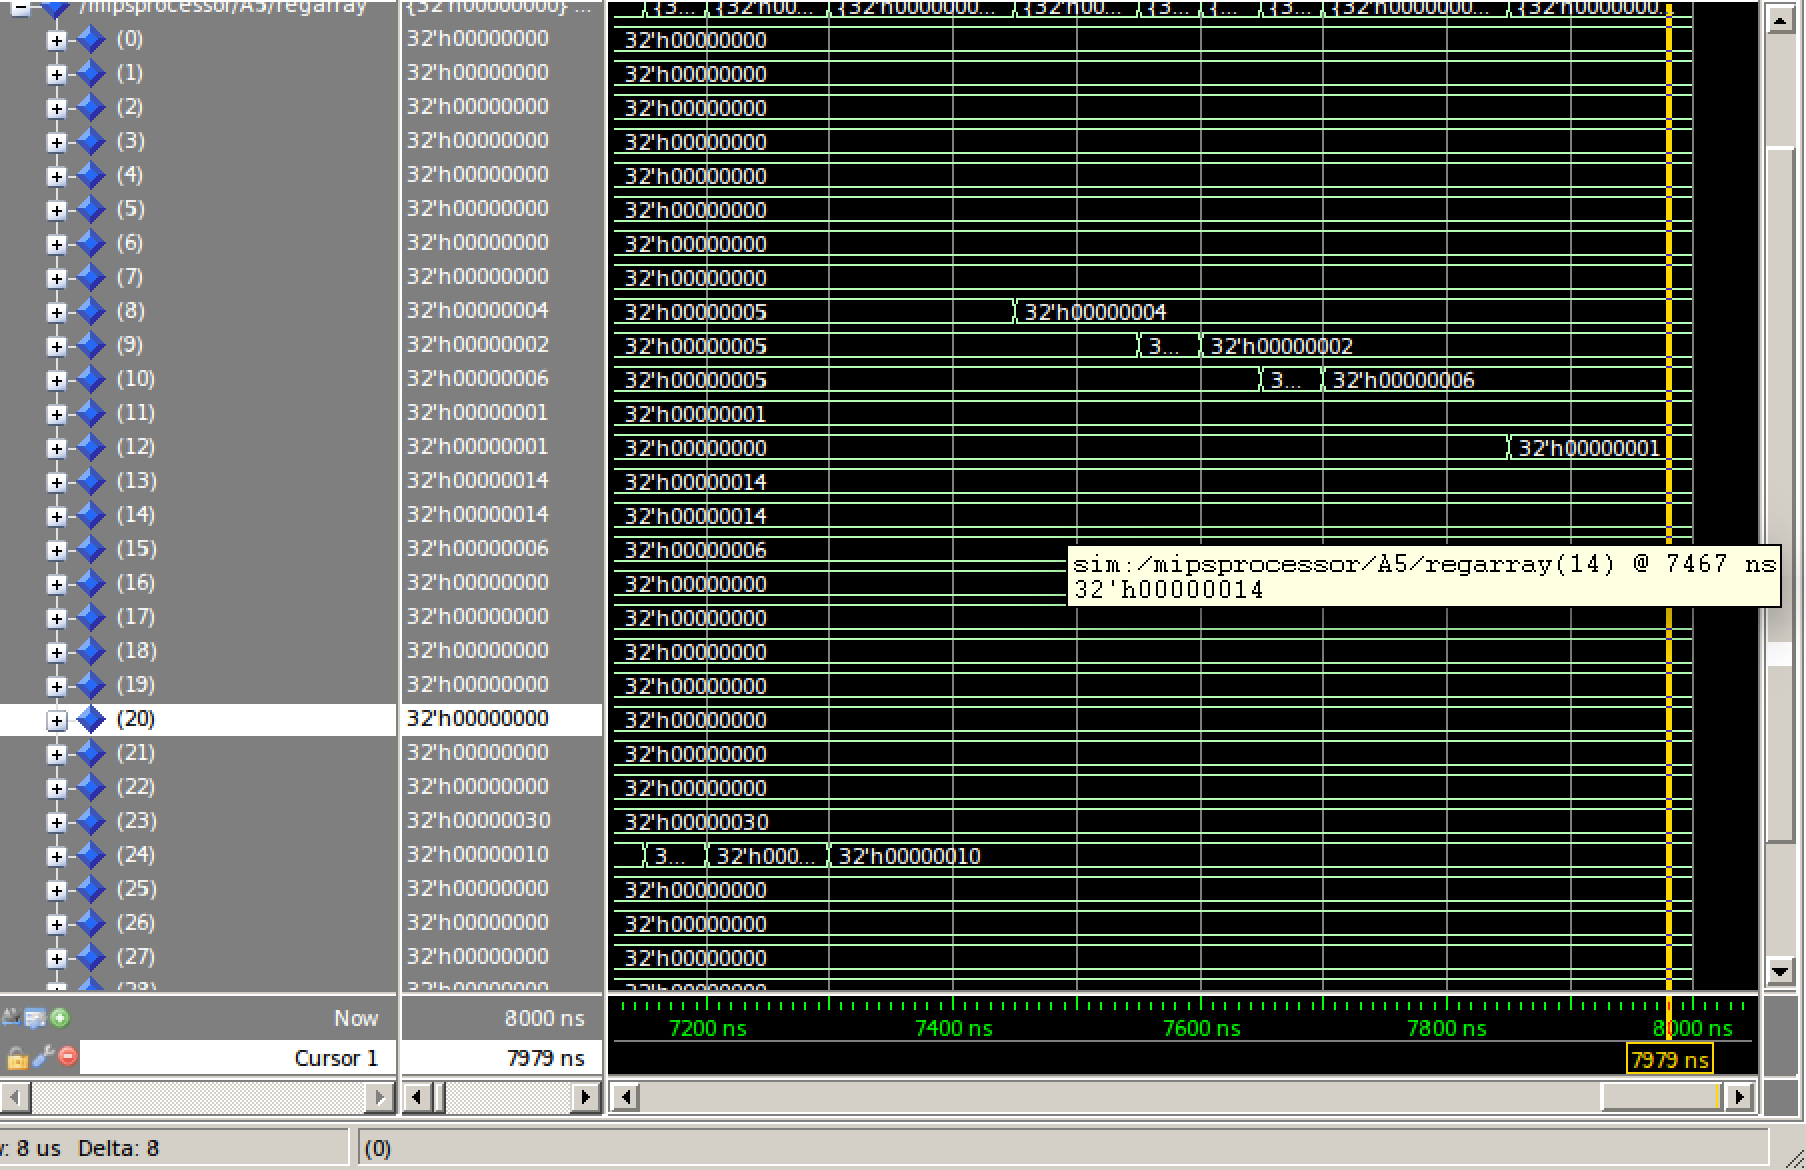 /mipsprocessor/A5/regarray {32'h00000000} ... {3... {32'h00... {32'h0000000... {32'h00... {3... {... {3... {32'h0000000... {32'h0000000...
(0) 32'h00000000 32'h00000000
(1) 32'h00000000 32'h00000000
(2) 32'h00000000 32'h00000000
(3) 32'h00000000 32'h00000000
(4) 32'h00000000 32'h00000000
(5) 32'h00000000 32'h00000000
(6) 32'h00000000 32'h00000000
(7) 32'h00000000 32'h00000000
(8) 32'h00000004 32'h00000005 32'h00000004
(9) 32'h00000002 32'h00000005 3... 32'h00000002
(10) 32'h00000006 32'h00000005 3... 32'h00000006
(11) 32'h00000001 32'h00000001
(12) 32'h00000001 32'h00000000 32'h00000001
(13) 32'h00000014 32'h00000014
(14) 32'h00000014 32'h00000014
(15) 32'h00000006 32'h00000006
sim:/mipsprocessor/A5/regarray(14) @ 7467 ns
32'h00000014
(16) 32'h00000000 32'h00000000
(17) 32'h00000000 32'h00000000
(18) 32'h00000000 32'h00000000
(19) 32'h00000000 32'h00000000
(20) 32'h00000000 32'h00000000
(21) 32'h00000000 32'h00000000
(22) 32'h00000000 32'h00000000
(23) 32'h00000030 32'h00000030
(24) 32'h00000010 3... 32'h000... 32'h00000010
(25) 32'h00000000 32'h00000000
(26) 32'h00000000 32'h00000000
(27) 32'h00000000 32'h00000000
(28) 32'h00000000 32'h00000000
Now 8000 ns 7200 ns 7400 ns 7600 ns 7800 ns 8000 ns
Cursor 1 7979 ns 7979 ns
: 8 us Delta: 8 (0)